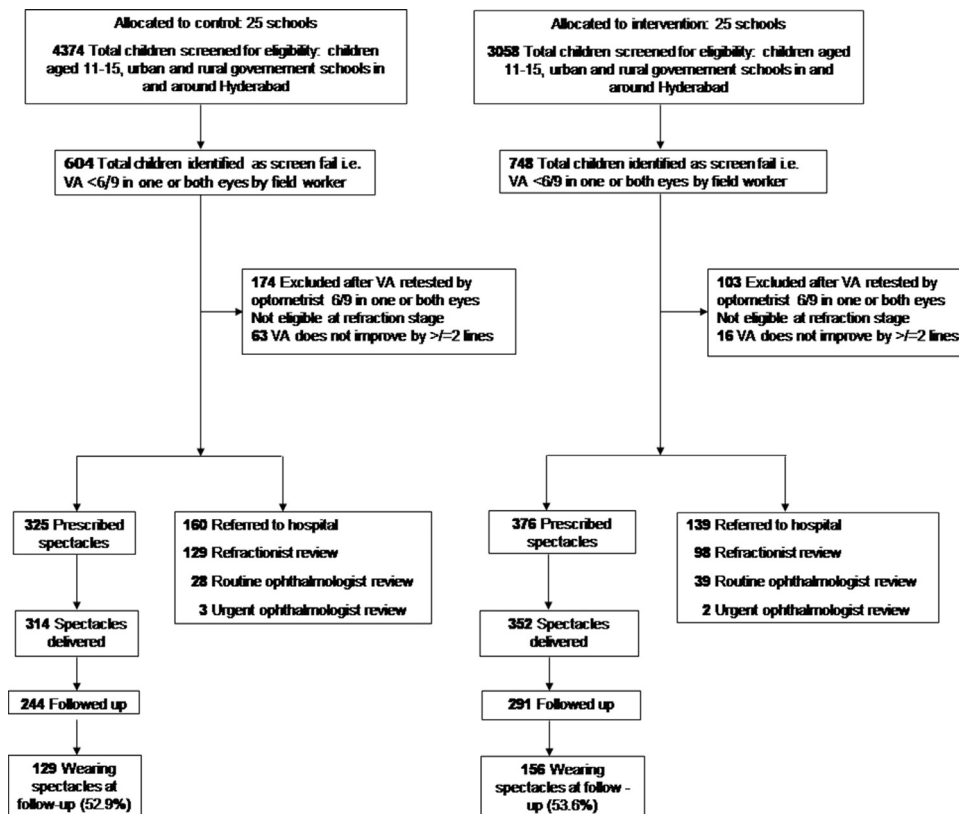 Allocated to control: 25 schools
4374 Total children screened for eligibility: children
aged 11-15, urban and rural governement schools in
and around Hyderabad
604 Total children identified as screen fail i.e.
VA <6/9 in one or both eyes by field worker
174 Excluded after VA retested by
optometrist 6/9 in one or both eyes
Not eligible at refraction stage
63 VA does not improve by >/=2 lines
325 Prescribed
spectacles
160 Referred to hospital
129 Refractionist review
28 Routine ophthalmologist review
3 Urgent ophthalmologist review
314 Spectacles
delivered
244 Followed up
129 Wearing
spectacles at
follow-up (52.9%)
Allocated to intervention: 25 schools
3058 Total children screened for eligibility: children aged
11-15, urban and rural government schools in and
around Hyderabad
748 Total children identified as screen fail i.e.
VA <6/9 in one or both eyes by field worker
103 Excluded after VA retested by
optometrist 6/9 in one or both eyes
Not eligible at refraction stage
16 VA does not improve by >/=2 lines
376 Prescribed
spectacles
139 Referred to hospital
98 Refractionist review
39 Routine ophthalmologist review
2 Urgent ophthalmologist review
352 Spectacles
delivered
291 Followed up
156 Wearing
spectacles at follow -
up (53.6%)